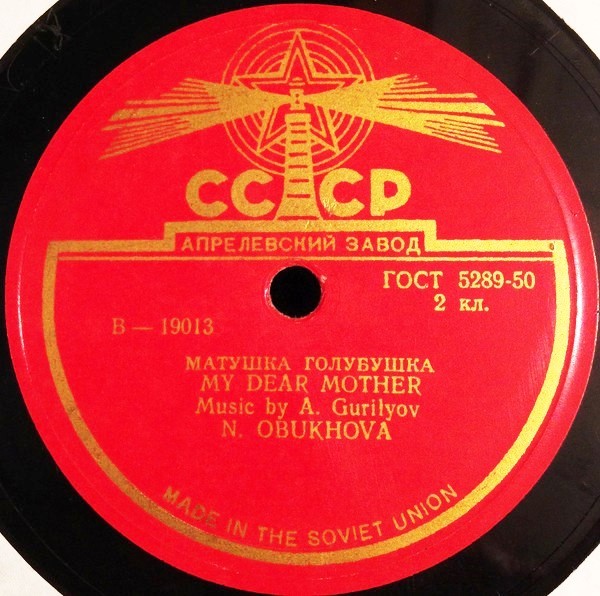 СССР
АПРЕЛЕВСКИЙ ЗАВОД
ГОСТ 5289-50
2 кл.
В — 19013
МАТУШКА ГОЛУБУШКА
MY DEAR MOTHER
Music by A. Gurilyov
N. OBUKHOVA
MADE IN THE SOVIET UNION